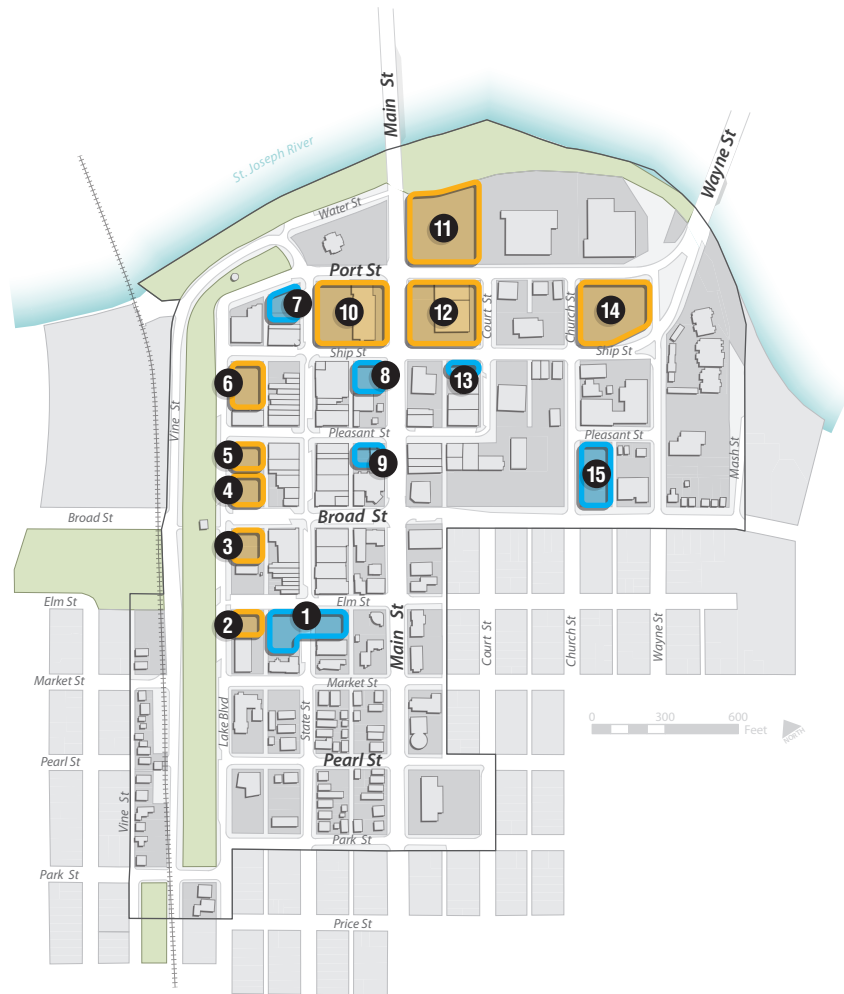 Main St
Wayne St
St. Joseph River
Water St
11
Port St
7
10
12
Court St
Church St
14
Ship St
Ship St
6
8
13
Vine St
Pleasant St
Pleasant St
5
9
15
Mash St
4
Broad St
Broad St
3
Elm St
Elm St
2
1
Main St
Court St
Church St
Wayne St
Market St
Market St
Lake Blvd
State St
0 300 600
Feet
NORTH
Pearl St
Pearl St
Vine St
Park St
Park St
Price St